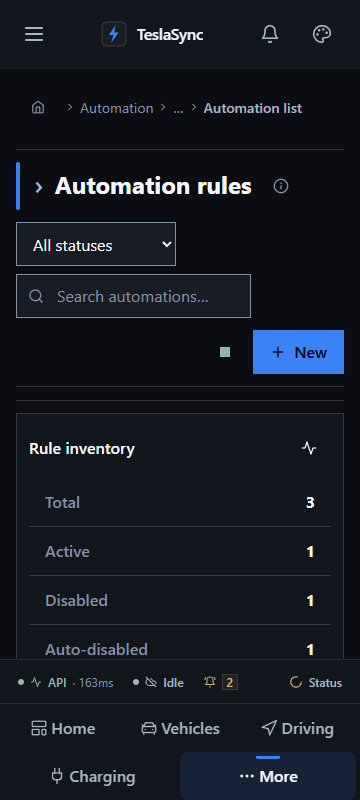 TeslaSync
Automation
...
Automation list
Automation rules
All statuses
Search automations...
New
Rule inventory
Total 3
Active 1
Disabled 1
Auto-disabled 1
API · 163ms Idle 2 Status
Home Vehicles Driving
Charging More